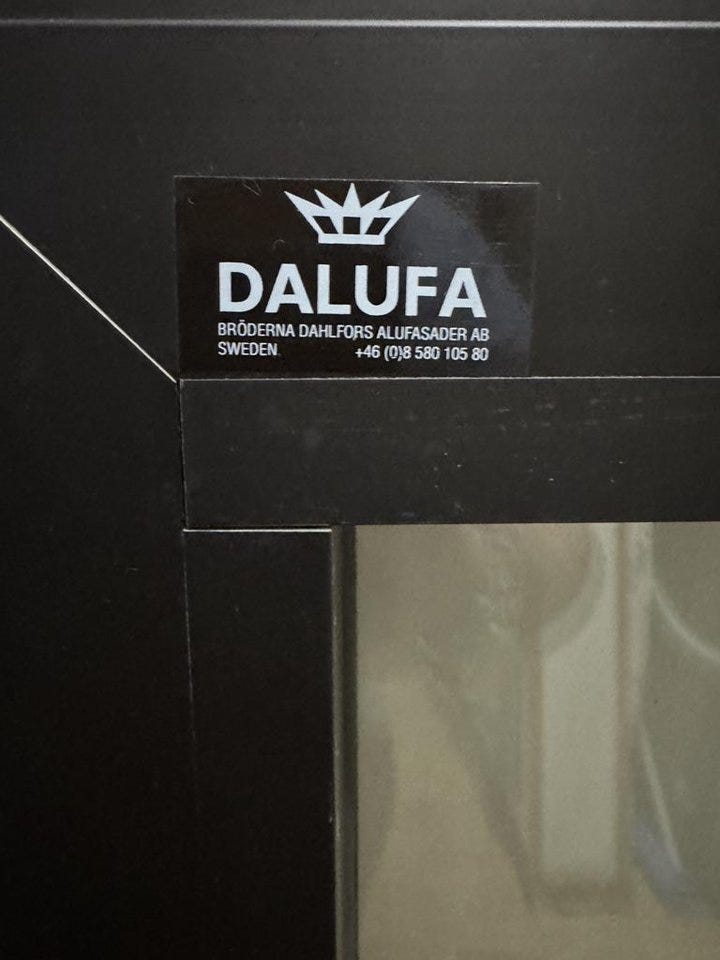 DALUFA
BRÖDERNA DAHLFORS ALUFASADER AB
SWEDEN +46 (0)8 580 105 80